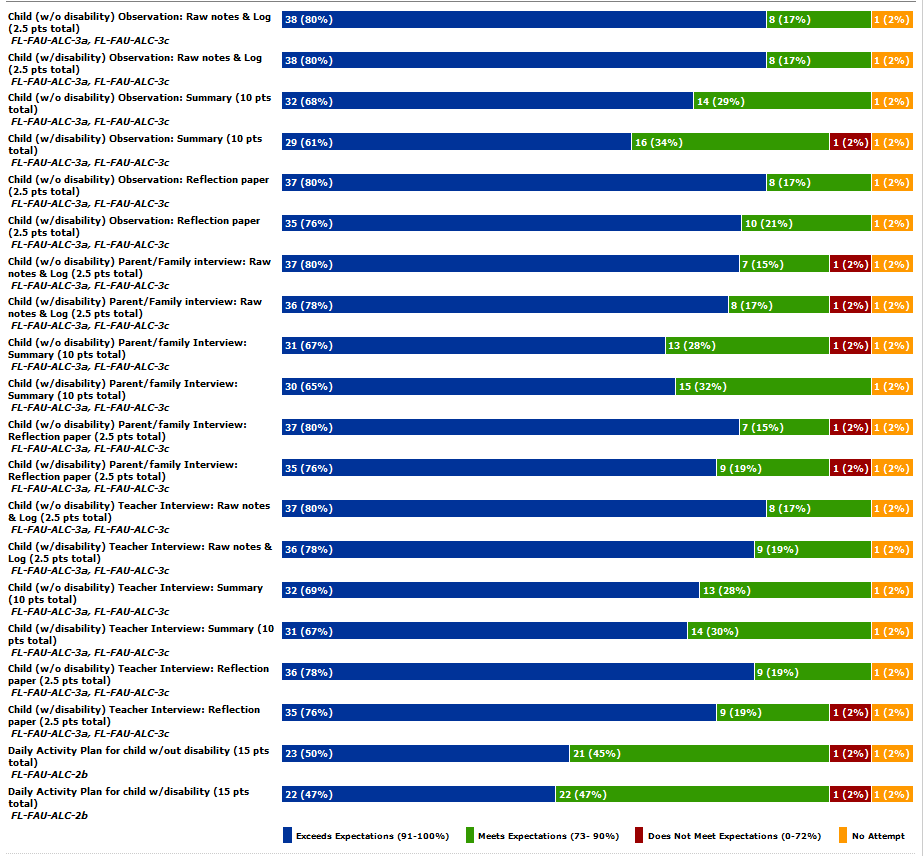 Child (w/o disability) Observation: Raw notes & Log
(2.5 pts total)
FL-FAU-ALC-3a, FL-FAU-ALC-3c
38 (80%) 8 (17%) 1 (2%)
Child (w/disability) Observation: Raw notes & Log
(2.5 pts total)
FL-FAU-ALC-3a, FL-FAU-ALC-3c
38 (80%) 8 (17%) 1 (2%)
Child (w/o disability) Observation: Summary (10 pts
total)
FL-FAU-ALC-3a, FL-FAU-ALC-3c
32 (68%) 14 (29%) 1 (2%)
Child (w/disability) Observation: Summary (10 pts
total)
FL-FAU-ALC-3a, FL-FAU-ALC-3c
29 (61%) 16 (34%) 1 (2%) 1 (2%)
Child (w/o disability) Observation: Reflection paper
(2.5 pts total)
FL-FAU-ALC-3a, FL-FAU-ALC-3c
37 (80%) 8 (17%) 1 (2%)
Child (w/disability) Observation: Reflection paper
(2.5 pts total)
FL-FAU-ALC-3a, FL-FAU-ALC-3c
35 (76%) 10 (21%) 1 (2%)
Child (w/o disability) Parent/Family interview: Raw
notes & Log (2.5 pts total)
FL-FAU-ALC-3a, FL-FAU-ALC-3c
37 (80%) 7 (15%) 1 (2%) 1 (2%)
Child (w/disability) Parent/Family interview: Raw
notes & Log (2.5 pts total)
FL-FAU-ALC-3a, FL-FAU-ALC-3c
36 (78%) 8 (17%) 1 (2%) 1 (2%)
Child (w/o disability) Parent/family Interview:
Summary (10 pts total)
FL-FAU-ALC-3a, FL-FAU-ALC-3c
31 (67%) 13 (28%) 1 (2%) 1 (2%)
Child (w/disability) Parent/family Interview:
Summary (10 pts total)
FL-FAU-ALC-3a, FL-FAU-ALC-3c
30 (65%) 15 (32%) 1 (2%)
Child (w/o disability) Parent/family Interview:
Reflection paper (2.5 pts total)
FL-FAU-ALC-3a, FL-FAU-ALC-3c
37 (80%) 7 (15%) 1 (2%) 1 (2%)
Child (w/disability) Parent/family Interview:
Reflection paper (2.5 pts total)
FL-FAU-ALC-3a, FL-FAU-ALC-3c
35 (76%) 9 (19%) 1 (2%) 1 (2%)
Child (w/o disability) Teacher Interview: Raw notes
& Log (2.5 pts total)
FL-FAU-ALC-3a, FL-FAU-ALC-3c
37 (80%) 8 (17%) 1 (2%)
Child (w/disability) Teacher Interview: Raw notes &
Log (2.5 pts total)
FL-FAU-ALC-3a, FL-FAU-ALC-3c
36 (78%) 9 (19%) 1 (2%)
Child (w/o disability) Teacher Interview: Summary
(10 pts total)
FL-FAU-ALC-3a, FL-FAU-ALC-3c
32 (69%) 13 (28%) 1 (2%)
Child (w/disability) Teacher Interview: Summary (10
pts total)
FL-FAU-ALC-3a, FL-FAU-ALC-3c
31 (67%) 14 (30%) 1 (2%)
Child (w/o disability) Teacher Interview: Reflection
paper (2.5 pts total)
FL-FAU-ALC-3a, FL-FAU-ALC-3c
36 (78%) 9 (19%) 1 (2%)
Child (w/disability) Teacher Interview: Reflection
paper (2.5 pts total)
FL-FAU-ALC-3a, FL-FAU-ALC-3c
35 (76%) 9 (19%) 1 (2%) 1 (2%)
Daily Activity Plan for child w/out disability (15 pts
total)
FL-FAU-ALC-2b
23 (50%) 21 (45%) 1 (2%) 1 (2%)
Daily Activity Plan for child w/disability (15 pts
total)
FL-FAU-ALC-2b
22 (47%) 22 (47%) 1 (2%) 1 (2%)
Exceeds Expectations (91-100%) Meets Expectations (73- 90%) Does Not Meet Expectations (0-72%) No Attempt